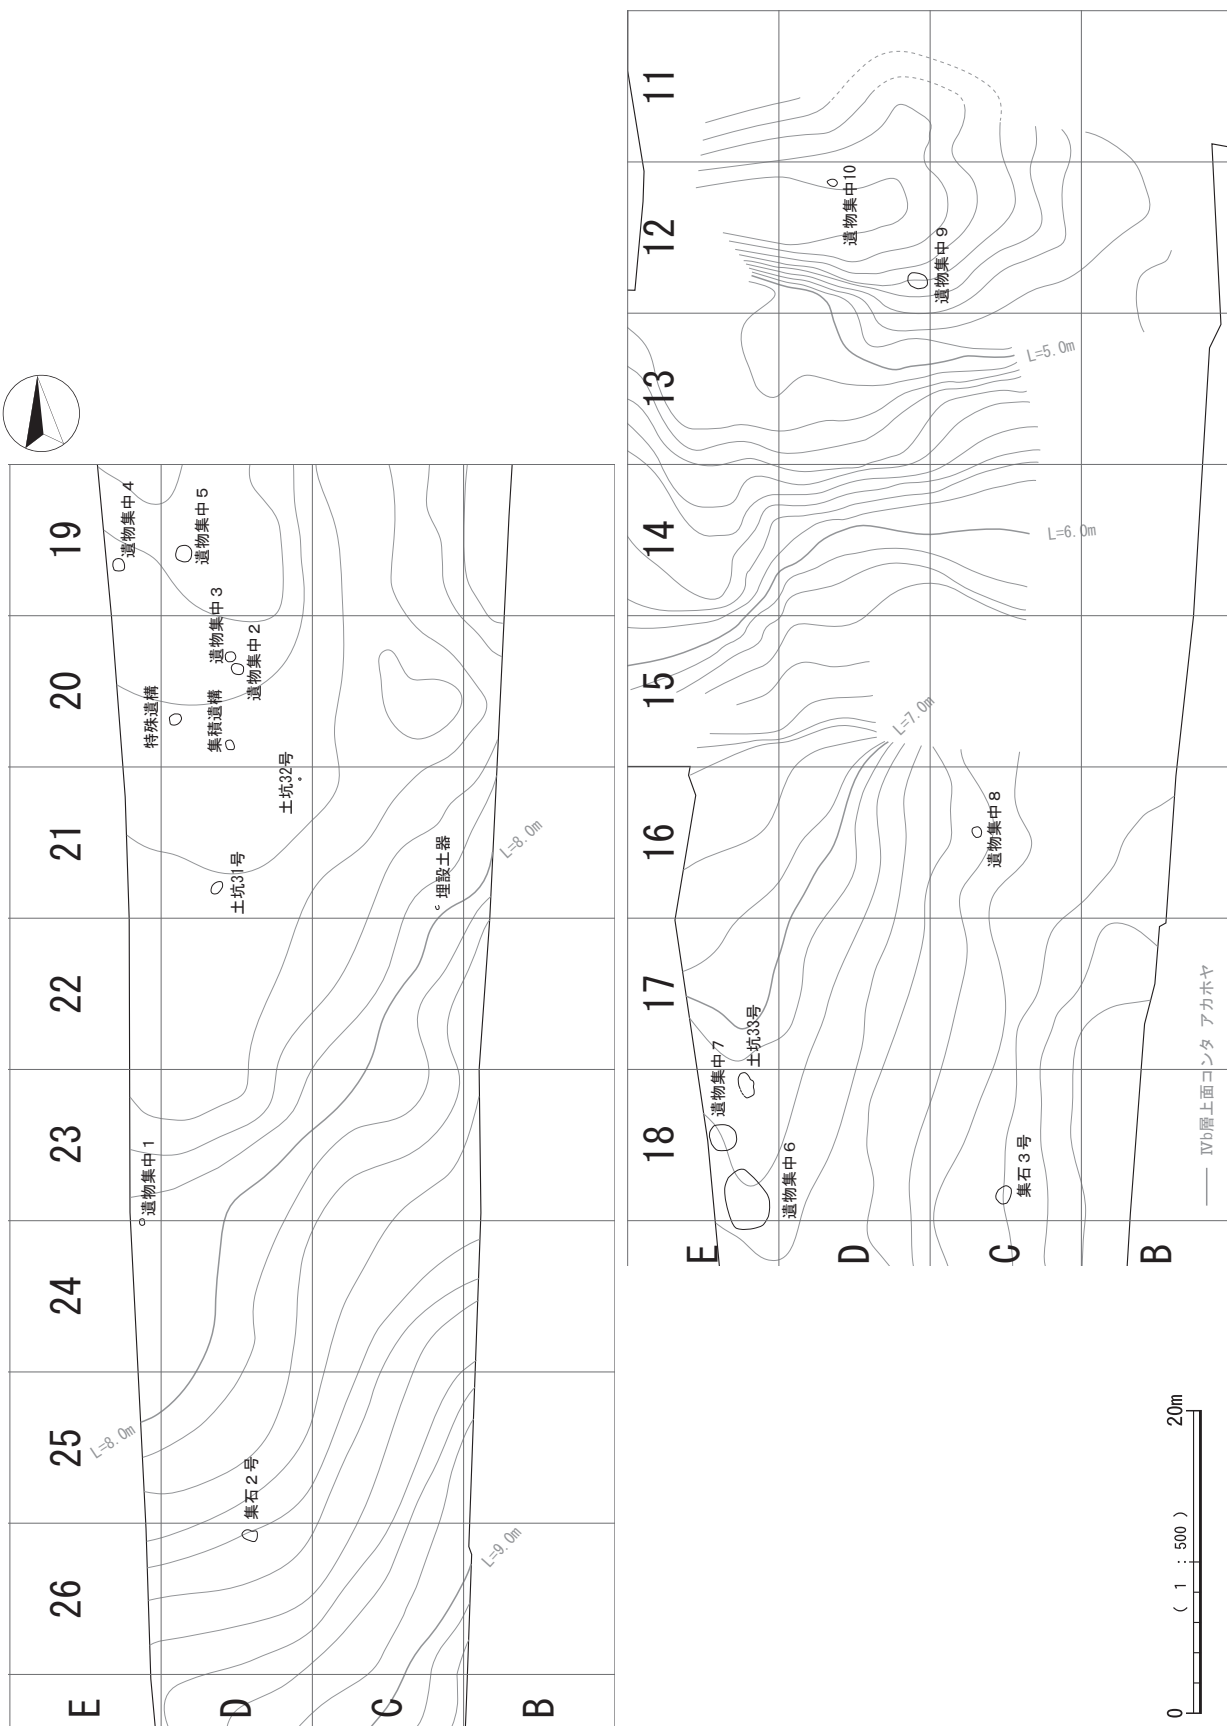 11
12
13
14
15
16
17
18
E
D
C
B
遺物集中10
遺物集中9
L=5.0m
L=6.0m
L=7.0m
遺物集中8
土坑33号
遺物集中7
遺物集中6
集石3号
19
20
21
22
23
24
25
26
E
D
C
B
遺物集中4
遺物集中5
遺物集中3
遺物集中2
特殊遺構
集積遺構
土坑32号
土坑31号
埋設土器
L=8.0m
遺物集中1
L=8.0m
集石2号
L=9.0m
IVb層上面コンタ アカホヤ
0
(1:500)
20m